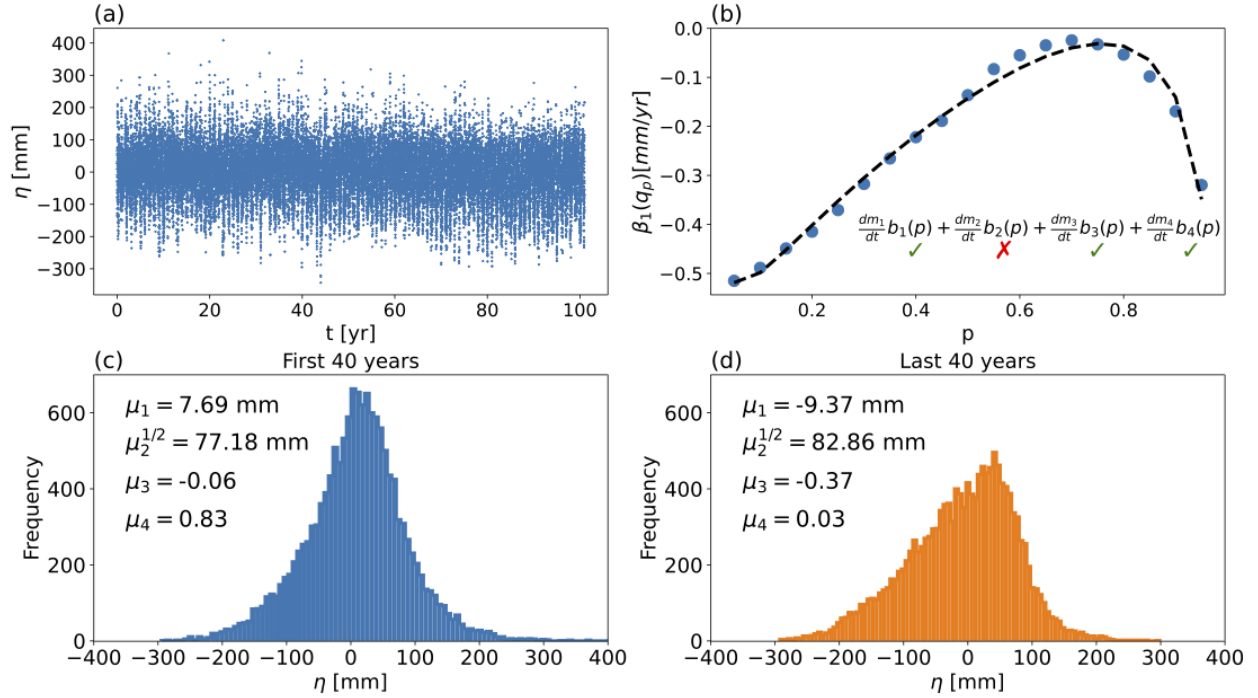 (a)
400
300
200
100
0
−100
−200
−300
η [mm]
0
20
40
60
80
100
t [yr]
(b)
0.0
−0.1
−0.2
−0.3
−0.4
−0.5
β₁(qₚ)[mm/yr]
dm₁/dt b₁(p) + dm₂/dt b₂(p) + dm₃/dt b₃(p) + dm₄/dt b₄(p)
✓ ✗ ✓ ✓
0.2
0.4
0.6
0.8
p
(c)
First 40 years
μ₁ = 7.69 mm
μ₂^1/2 = 77.18 mm
μ₃ = -0.06
μ₄ = 0.83
600
400
200
0
Frequency
−400
−300
−200
−100
0
100
200
300
400
η [mm]
(d)
Last 40 years
μ₁ = -9.37 mm
μ₂^1/2 = 82.86 mm
μ₃ = -0.37
μ₄ = 0.03
600
400
200
0
Frequency
−400
−300
−200
−100
0
100
200
300
400
η [mm]